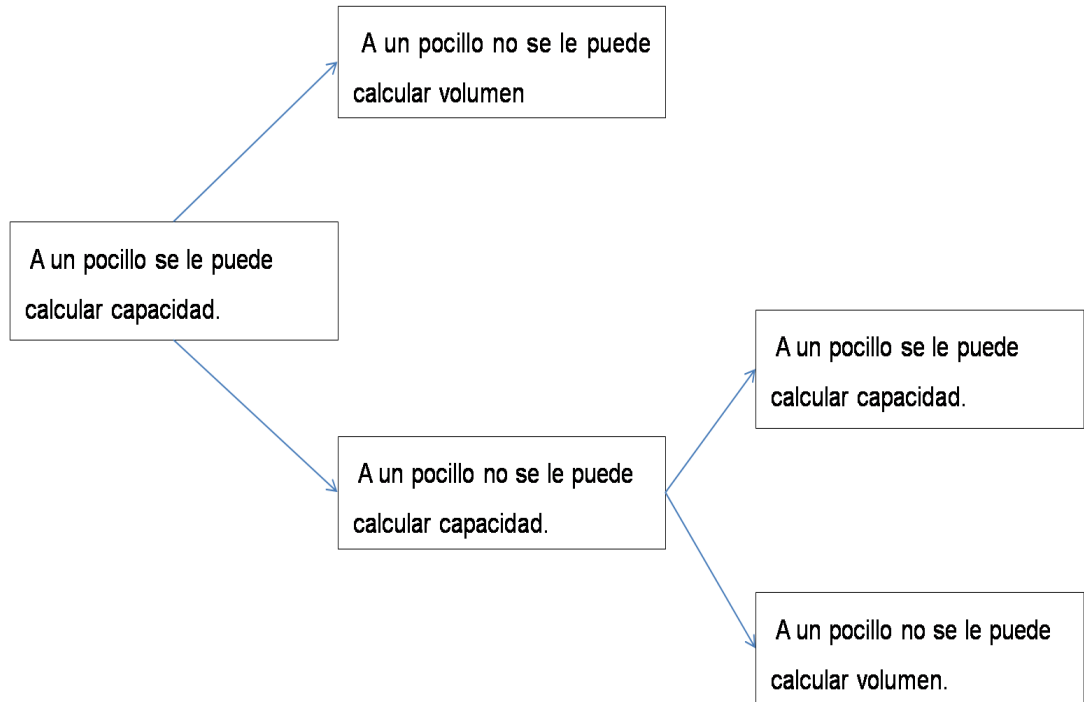 A un pocillo no se le puede
calcular volumen
A un pocillo se le puede
calcular capacidad.
A un pocillo se le puede
calcular capacidad.
A un pocillo no se le puede
calcular capacidad.
A un pocillo no se le puede
calcular volumen.